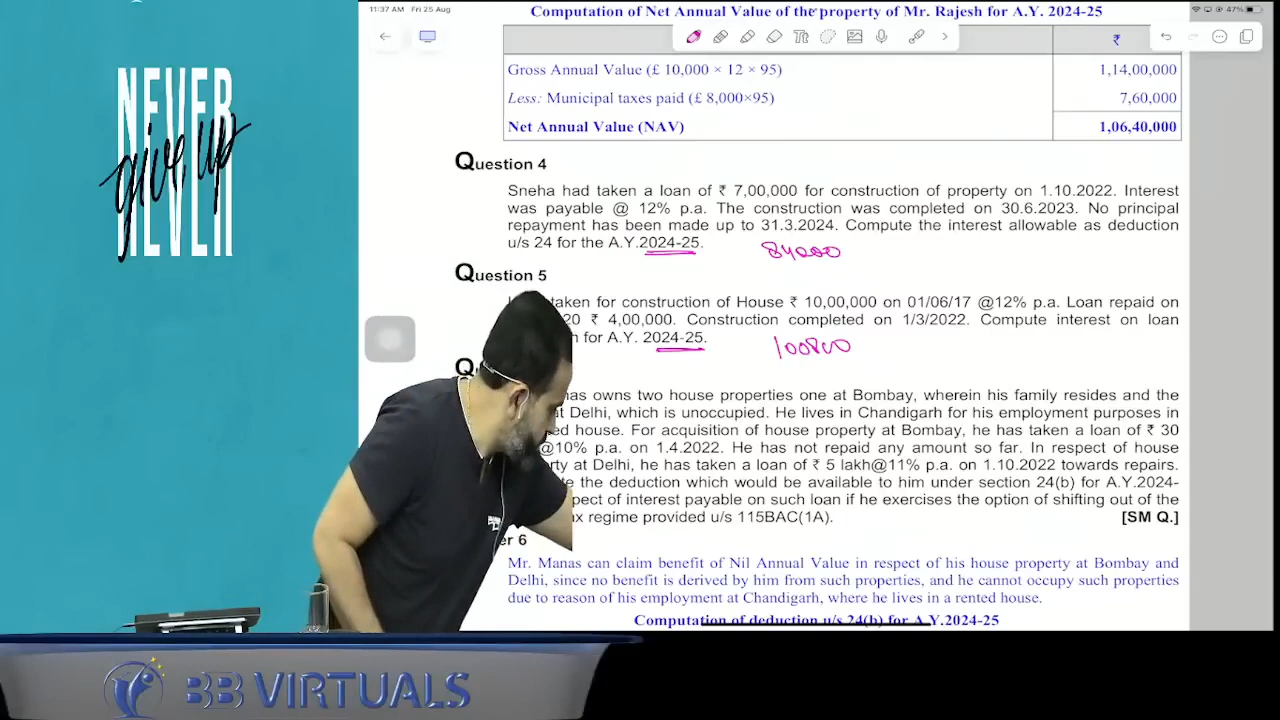 11:37 AM Fri 25 Aug
47%
NEVER
give up
NEVER
Computation of Net Annual Value of the property of Mr. Rajesh for A.Y. 2024-25
₹
Gross Annual Value (£ 10,000 × 12 × 95) 1,14,00,000
Less: Municipal taxes paid (£ 8,000×95) 7,60,000
Net Annual Value (NAV) 1,06,40,000
Question 4
Sneha had taken a loan of ₹ 7,00,000 for construction of property on 1.10.2022. Interest
was payable @ 12% p.a. The construction was completed on 30.6.2023. No principal
repayment has been made up to 31.3.2024. Compute the interest allowable as deduction
u/s 24 for the A.Y.2024-25.
84000
Question 5
taken for construction of House ₹ 10,00,000 on 01/06/17 @12% p.a. Loan repaid on
20 ₹ 4,00,000. Construction completed on 1/3/2022. Compute interest on loan
for A.Y. 2024-25.
100800
Q
owns two house properties one at Bombay, wherein his family resides and the
at Delhi, which is unoccupied. He lives in Chandigarh for his employment purposes in
house. For acquisition of house property at Bombay, he has taken a loan of ₹ 30
@10% p.a. on 1.4.2022. He has not repaid any amount so far. In respect of house
at Delhi, he has taken a loan of ₹ 5 lakh@11% p.a. on 1.10.2022 towards repairs.
the deduction which would be available to him under section 24(b) for A.Y.2024-
of interest payable on such loan if he exercises the option of shifting out of the
regime provided u/s 115BAC(1A). [SM Q.]
6
Mr. Manas can claim benefit of Nil Annual Value in respect of his house property at Bombay and
Delhi, since no benefit is derived by him from such properties, and he cannot occupy such properties
due to reason of his employment at Chandigarh, where he lives in a rented house.
Computation of deduction u/s 24(b) for A.Y.2024-25
BB VIRTUALS